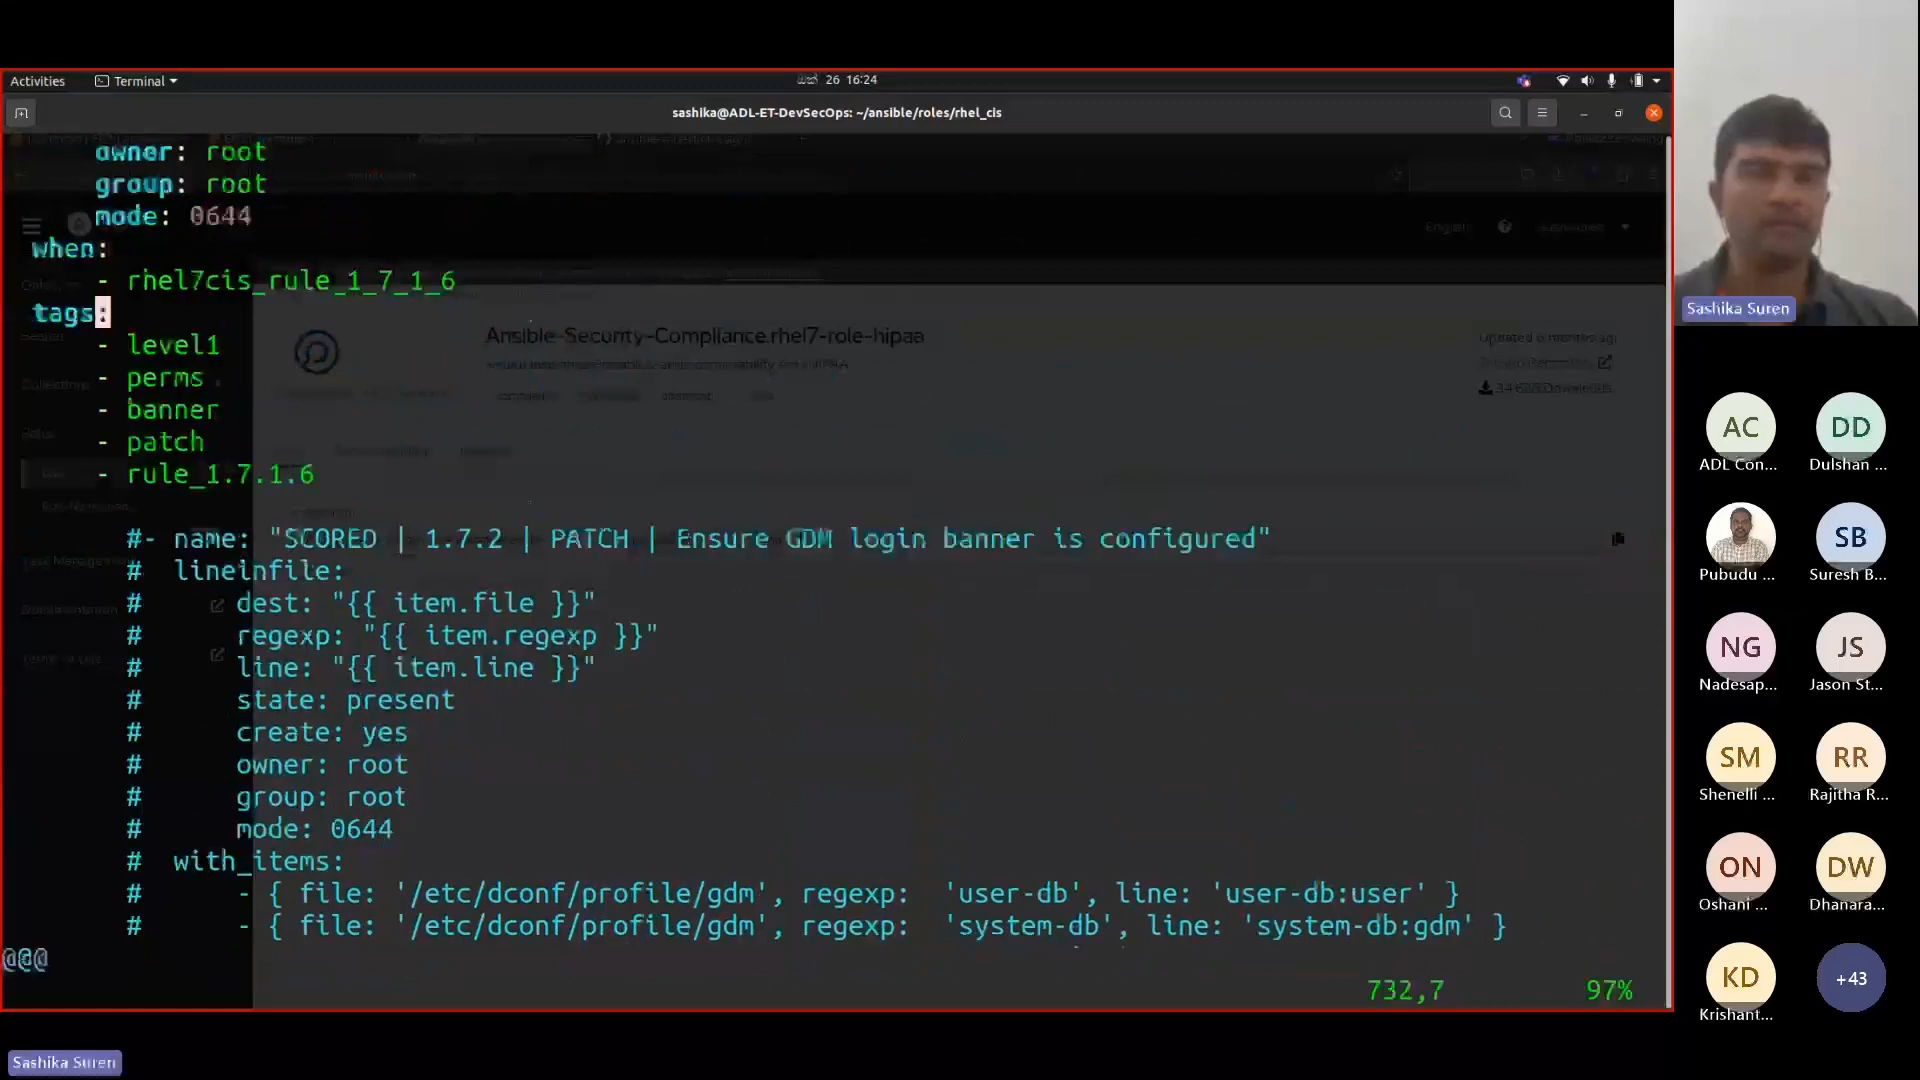 Activities
Terminal
26 16:24
sashika@ADL-ET-DevSecOps: ~/ansible/roles/rhel_cis
owner: root
group: root
mode: 0644
when:
- rhel7cis_rule_1_7_1_6
tags:
- level1
- perms
- banner
- patch
- rule_1.7.1.6
#- name: "SCORED | 1.7.2 | PATCH | Ensure GDM login banner is configured"
# lineinfile:
# dest: "{{ item.file }}"
# regexp: "{{ item.regexp }}"
# line: "{{ item.line }}"
# state: present
# create: yes
# owner: root
# group: root
# mode: 0644
# with_items:
# - { file: '/etc/dconf/profile/gdm', regexp: 'user-db', line: 'user-db:user' }
# - { file: '/etc/dconf/profile/gdm', regexp: 'system-db', line: 'system-db:gdm' }
@@@
732,7 97%
Ansible-Security-Compliance.rhel7-role-hipaa
Updated 6 months ago
English
Sashika Suren
AC
ADL Con...
DD
Dulshan ...
Pubudu ...
SB
Suresh B...
NG
Nadesap...
JS
Jason St...
SM
Shenelli ...
RR
Rajitha R...
ON
Oshani ...
DW
Dhanara...
KD
Krishant...
+43
Sashika Suren